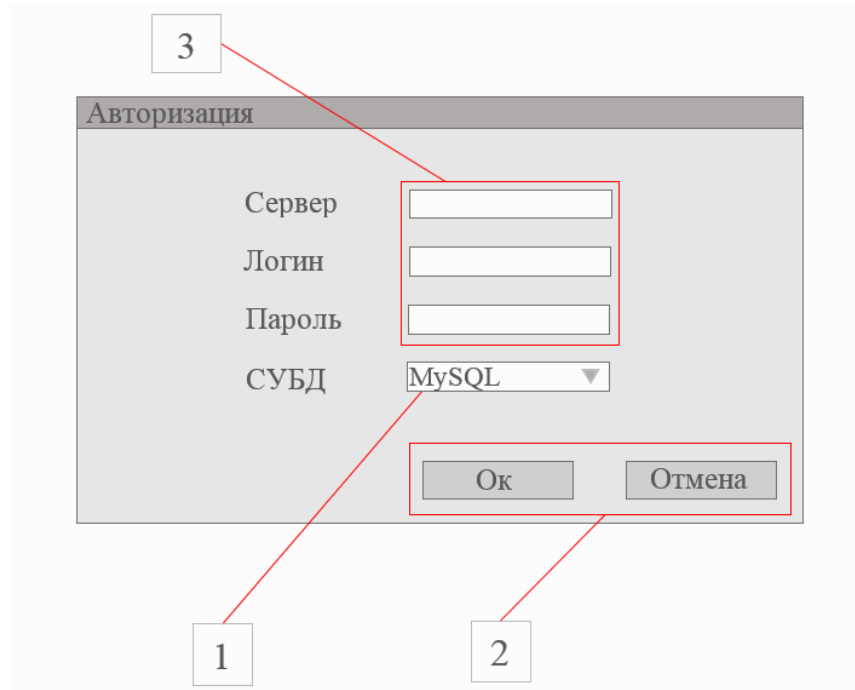 3
Авторизация
Сервер
Логин
Пароль
СУБД MySQL
Ок Отмена
1 2